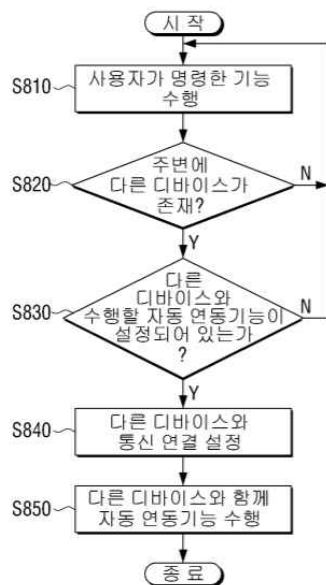 시 작
S810
사용자가 명령한 기능
수행
S820
주변에
다른 디바이스가
존재?
N
Y
S830
다른
디바이스와
수행할 자동 연동기능이
설정되어 있는가
?
N
Y
S840
다른 디바이스와
통신 연결 설정
S850
다른 디바이스와 함께
자동 연동기능 수행
종 료